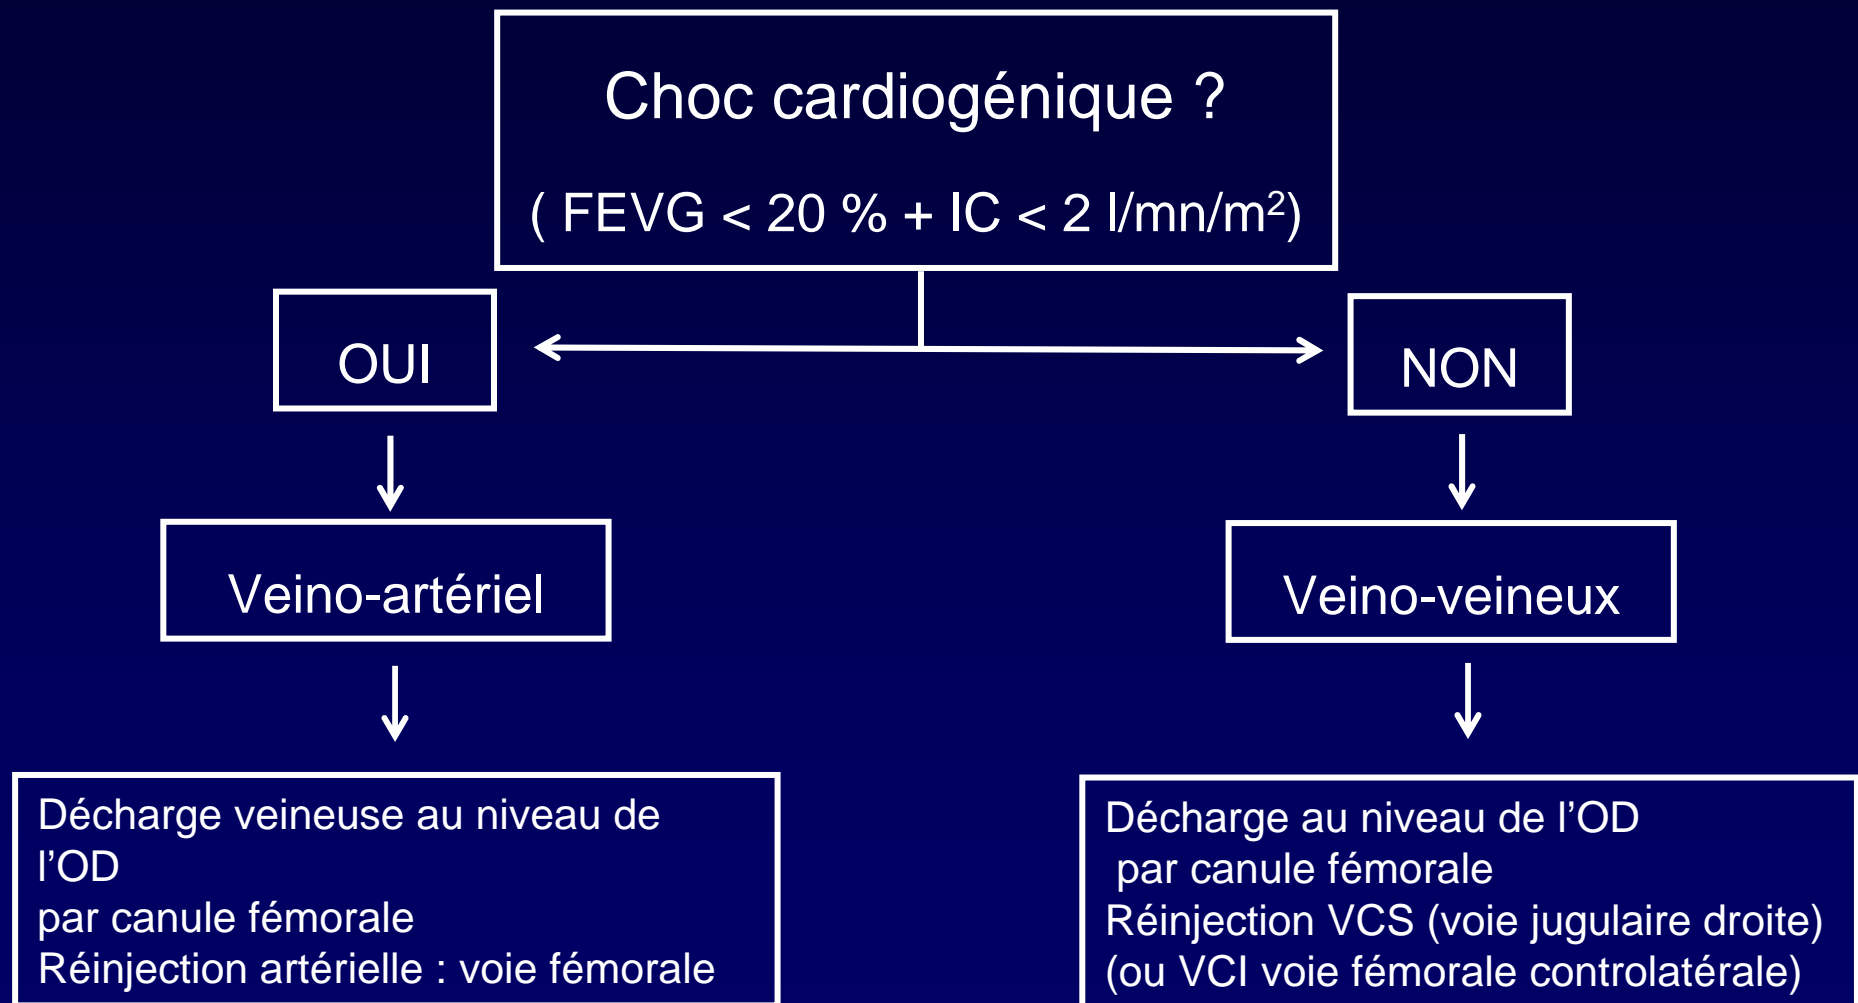 Choc cardiogénique ?
( FEVG < 20 % + IC < 2 l/mn/m²)
OUI
NON
Veino-artériel
Veino-veineux
Décharge veineuse au niveau de
l’OD
par canule fémorale
Réinjection artérielle : voie fémorale
Décharge au niveau de l’OD
par canule fémorale
Réinjection VCS (voie jugulaire droite)
(ou VCI voie fémorale controlatérale)